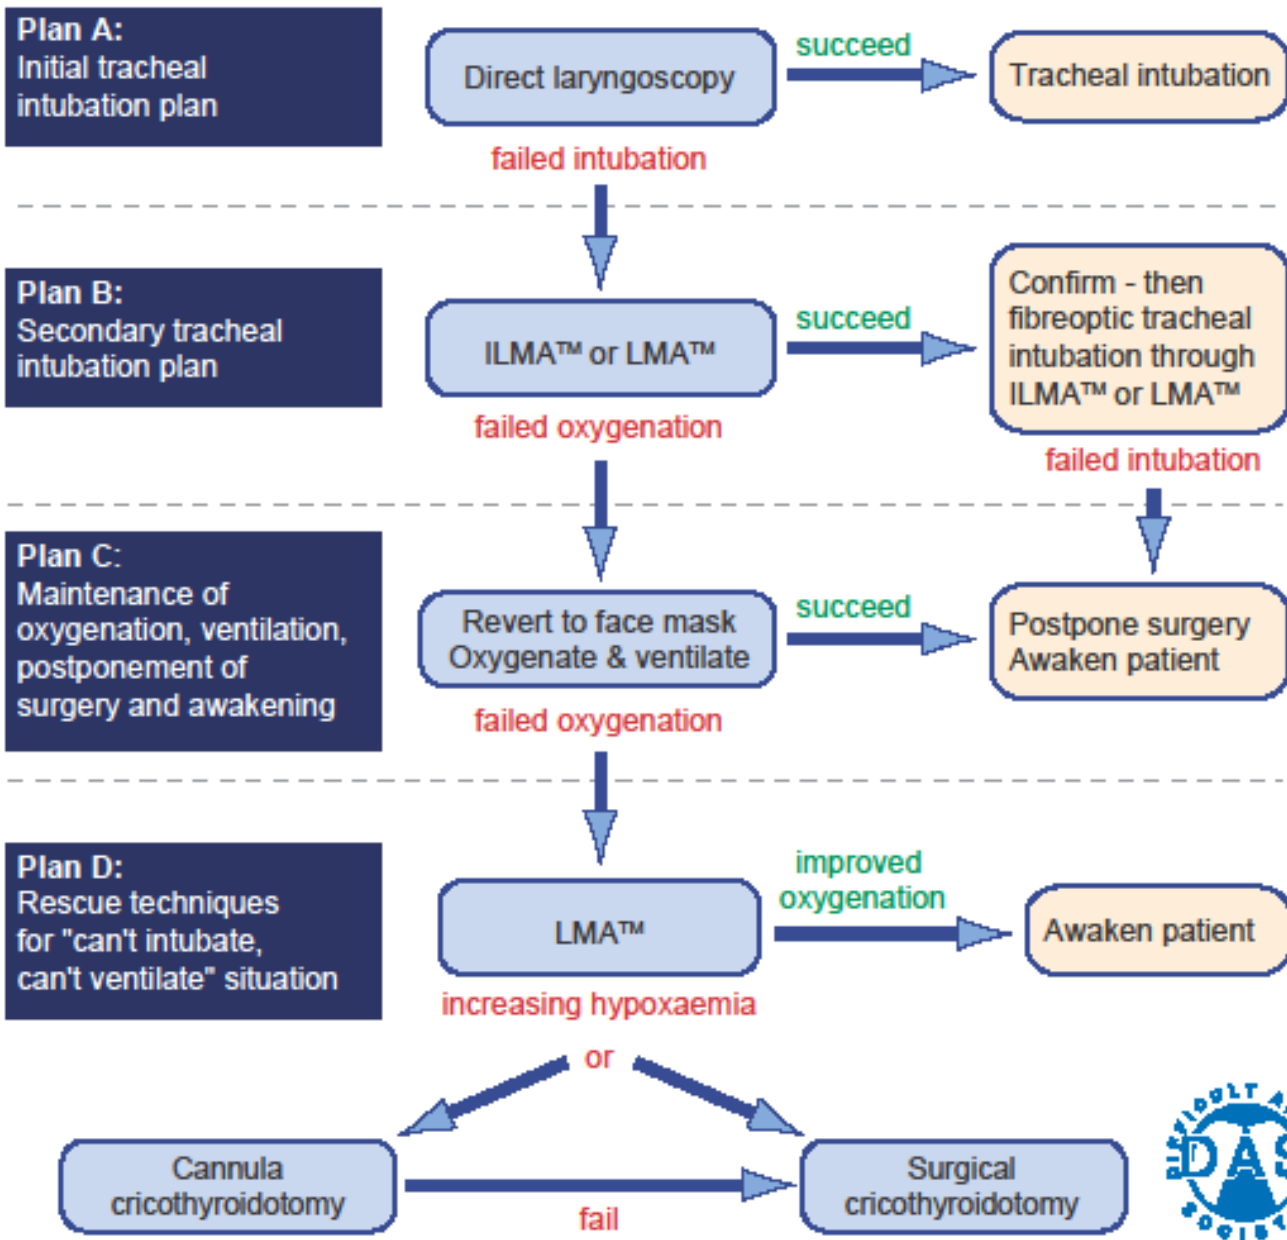 Plan A:
Initial tracheal
intubation plan
Direct laryngoscopy
succeed
Tracheal intubation
failed intubation
Plan B:
Secondary tracheal
intubation plan
ILMA™ or LMA™
succeed
Confirm - then
fibreoptic tracheal
intubation through
ILMA™ or LMA™
failed oxygenation
failed intubation
Plan C:
Maintenance of
oxygenation, ventilation,
postponement of
surgery and awakening
Revert to face mask
Oxygenate & ventilate
succeed
Postpone surgery
Awaken patient
failed oxygenation
Plan D:
Rescue techniques
for "can't intubate,
can't ventilate" situation
LMA™
improved
oxygenation
Awaken patient
increasing hypoxaemia
or
Cannula
cricothyroidotomy
fail
Surgical
cricothyroidotomy
DAS